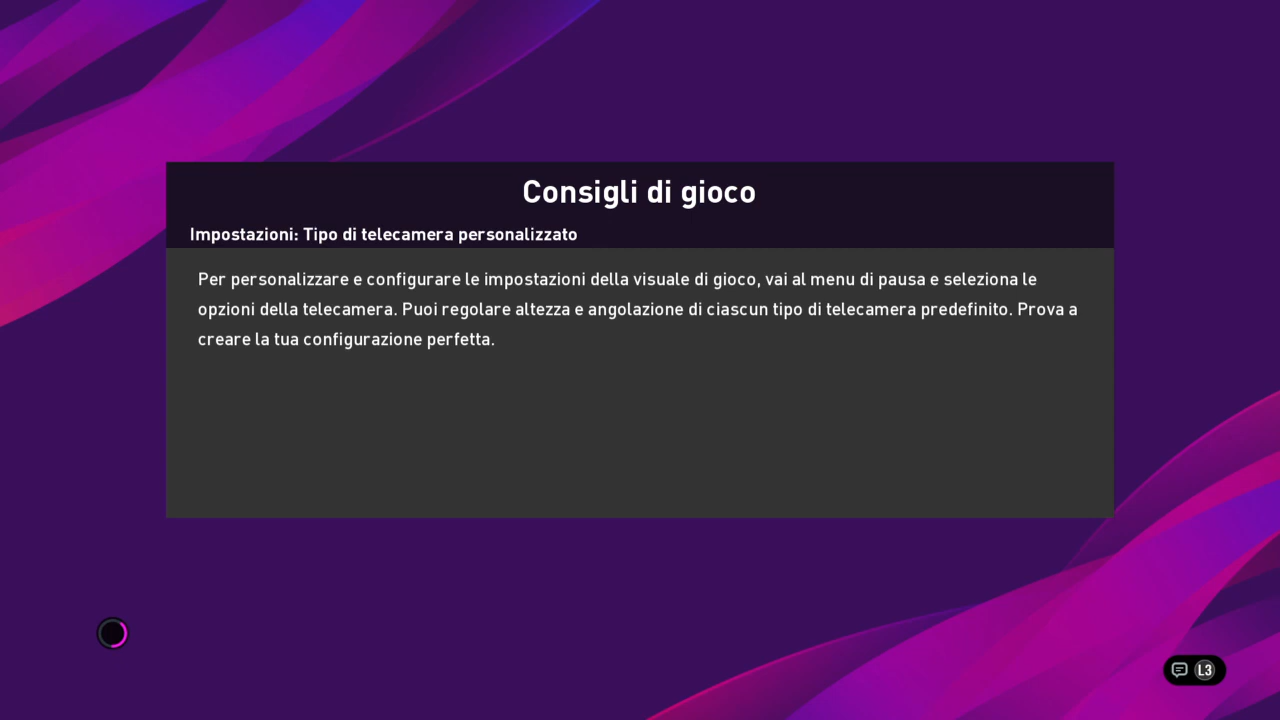 Consigli di gioco
Impostazioni: Tipo di telecamera personalizzato
Per personalizzare e configurare le impostazioni della visuale di gioco, vai al menu di pausa e seleziona le
opzioni della telecamera. Puoi regolare altezza e angolazione di ciascun tipo di telecamera predefinito. Prova a
creare la tua configurazione perfetta.
L3